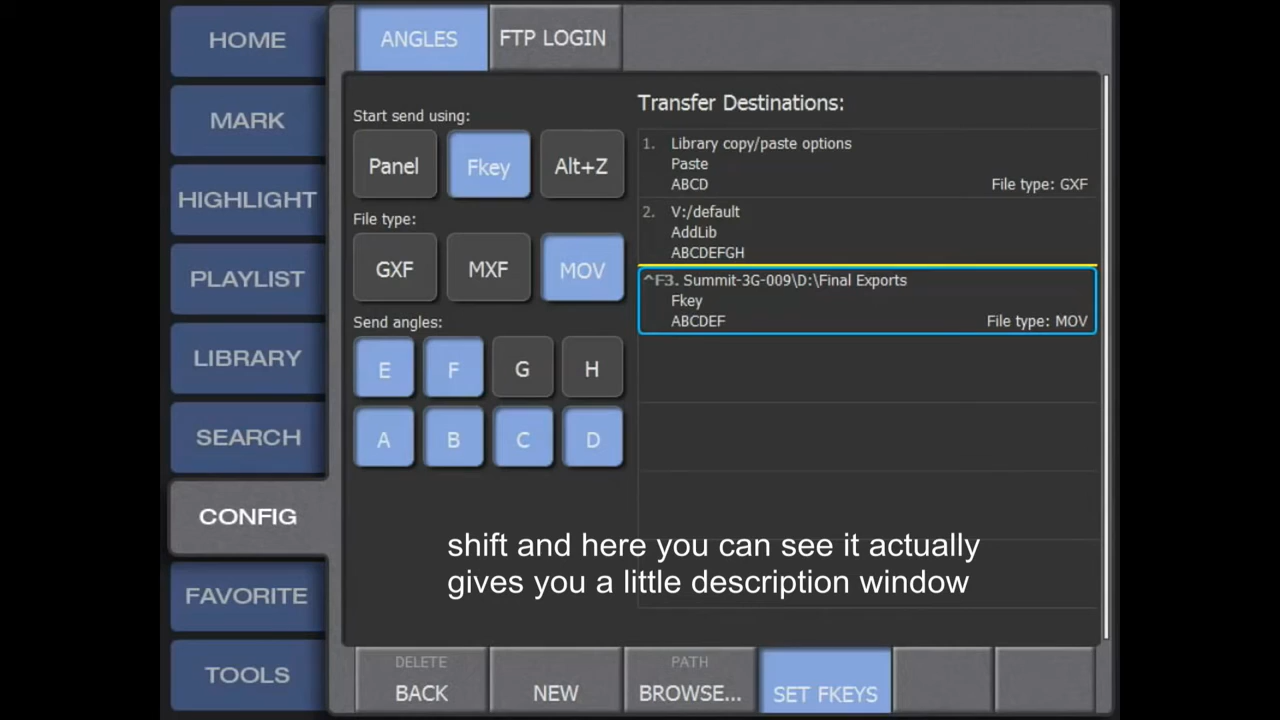 HOME
MARK
HIGHLIGHT
PLAYLIST
LIBRARY
SEARCH
CONFIG
FAVORITE
TOOLS
ANGLES
FTP LOGIN
Start send using:
Panel
Fkey
Alt+Z
File type:
GXF
MXF
MOV
Send angles:
E
F
G
H
A
B
C
D
Transfer Destinations:
1. Library copy/paste options
Paste
ABCD File type: GXF
2. V:/default
AddLib
ABCDEFGH
^F3. Summit-3G-009\D:\Final Exports
Fkey
ABCDEF File type: MOV
shift and here you can see it actually
gives you a little description window
DELETE
BACK
NEW
PATH
BROWSE...
SET FKEYS